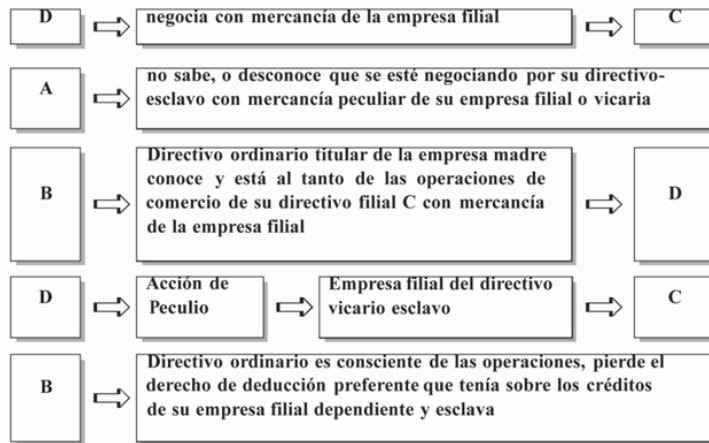 D negocia con mercancía de la empresa filial C
A no sabe, o desconoce que se esté negociando por su directivo-
esclavo con mercancía peculiar de su empresa filial o vicaria
B
Directivo ordinario titular de la empresa madre
conoce y está al tanto de las operaciones de
comercio de su directivo filial C con mercancía
de la empresa filial
D
D
Acción de
Peculio
Empresa filial del directivo
vicario esclavo
C
B
Directivo ordinario es consciente de las operaciones, pierde el
derecho de deducción preferente que tenía sobre los créditos
de su empresa filial dependiente y esclava